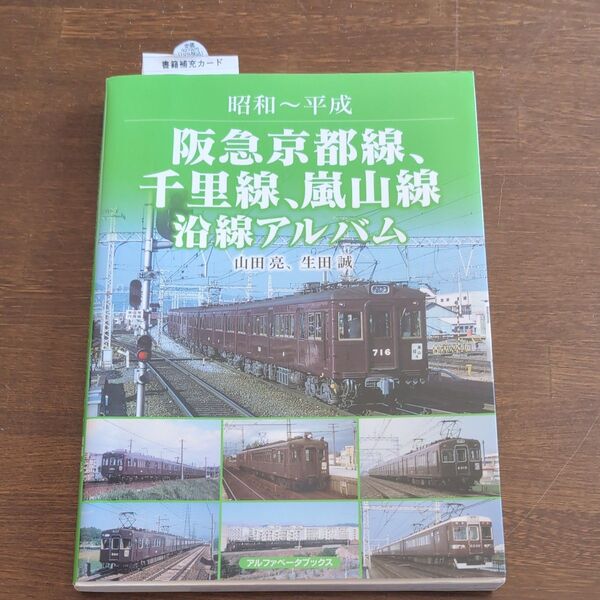 書籍補充カード
昭和～平成
阪急京都線、
千里線、嵐山線
沿線アルバム
山田 亮、生田 誠
716
アルファベータブックス